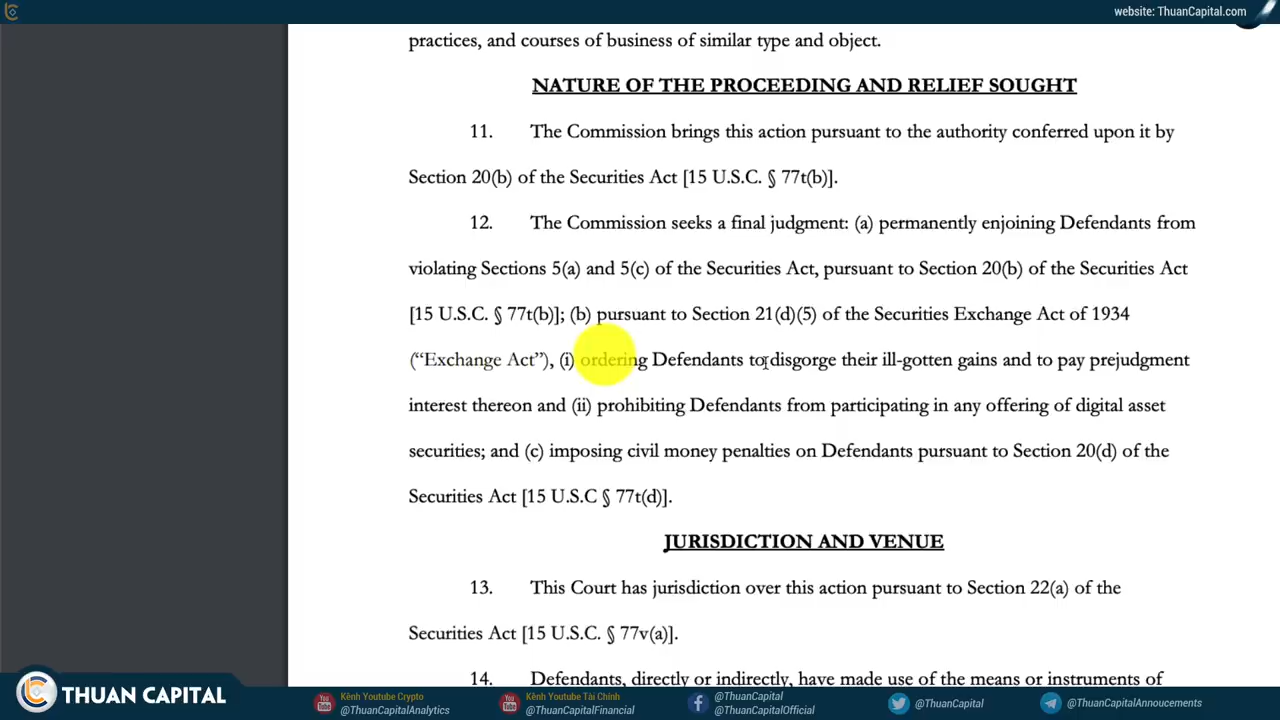 website: ThuanCapital.com
practices, and courses of business of similar type and object.
NATURE OF THE PROCEEDING AND RELIEF SOUGHT
11. The Commission brings this action pursuant to the authority conferred upon it by
Section 20(b) of the Securities Act [15 U.S.C. § 77t(b)].
12. The Commission seeks a final judgment: (a) permanently enjoining Defendants from
violating Sections 5(a) and 5(c) of the Securities Act, pursuant to Section 20(b) of the Securities Act
[15 U.S.C. § 77t(b)]; (b) pursuant to Section 21(d)(5) of the Securities Exchange Act of 1934
(“Exchange Act”), (i) ordering Defendants to disgorge their ill-gotten gains and to pay prejudgment
interest thereon and (ii) prohibiting Defendants from participating in any offering of digital asset
securities; and (c) imposing civil money penalties on Defendants pursuant to Section 20(d) of the
Securities Act [15 U.S.C § 77t(d)].
JURISDICTION AND VENUE
13. This Court has jurisdiction over this action pursuant to Section 22(a) of the
Securities Act [15 U.S.C. § 77v(a)].
14. Defendants, directly or indirectly, have made use of the means or instruments of
THUAN CAPITAL
You Tube
Kênh Youtube Crypto
@ThuanCapitalAnalytics
You Tube
Kênh Youtube Tài Chính
@ThuanCapitalFinancial
@ThuanCapital
@ThuanCapitalOfficial
@ThuanCapital
@ThuanCapitalAnnoucements